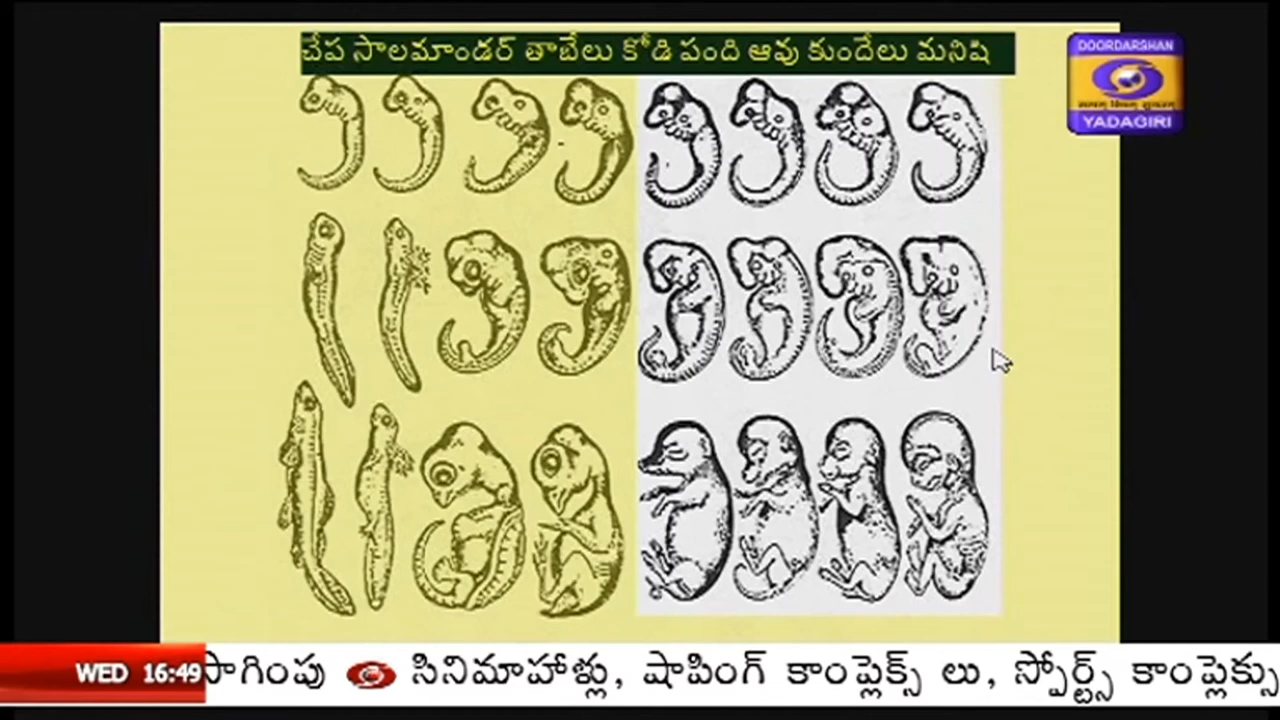 చేప సాలమాండర్ తాబేలు కోడి పంది ఆవు కుందేలు మనిషి
DOORDARSHAN
YADAGIRI
WED 16:49
సాగింపు సినిమాహాళ్లు, షాపింగ్ కాంప్లెక్స్ లు, స్పోర్ట్స్ కాంప్లెక్సు